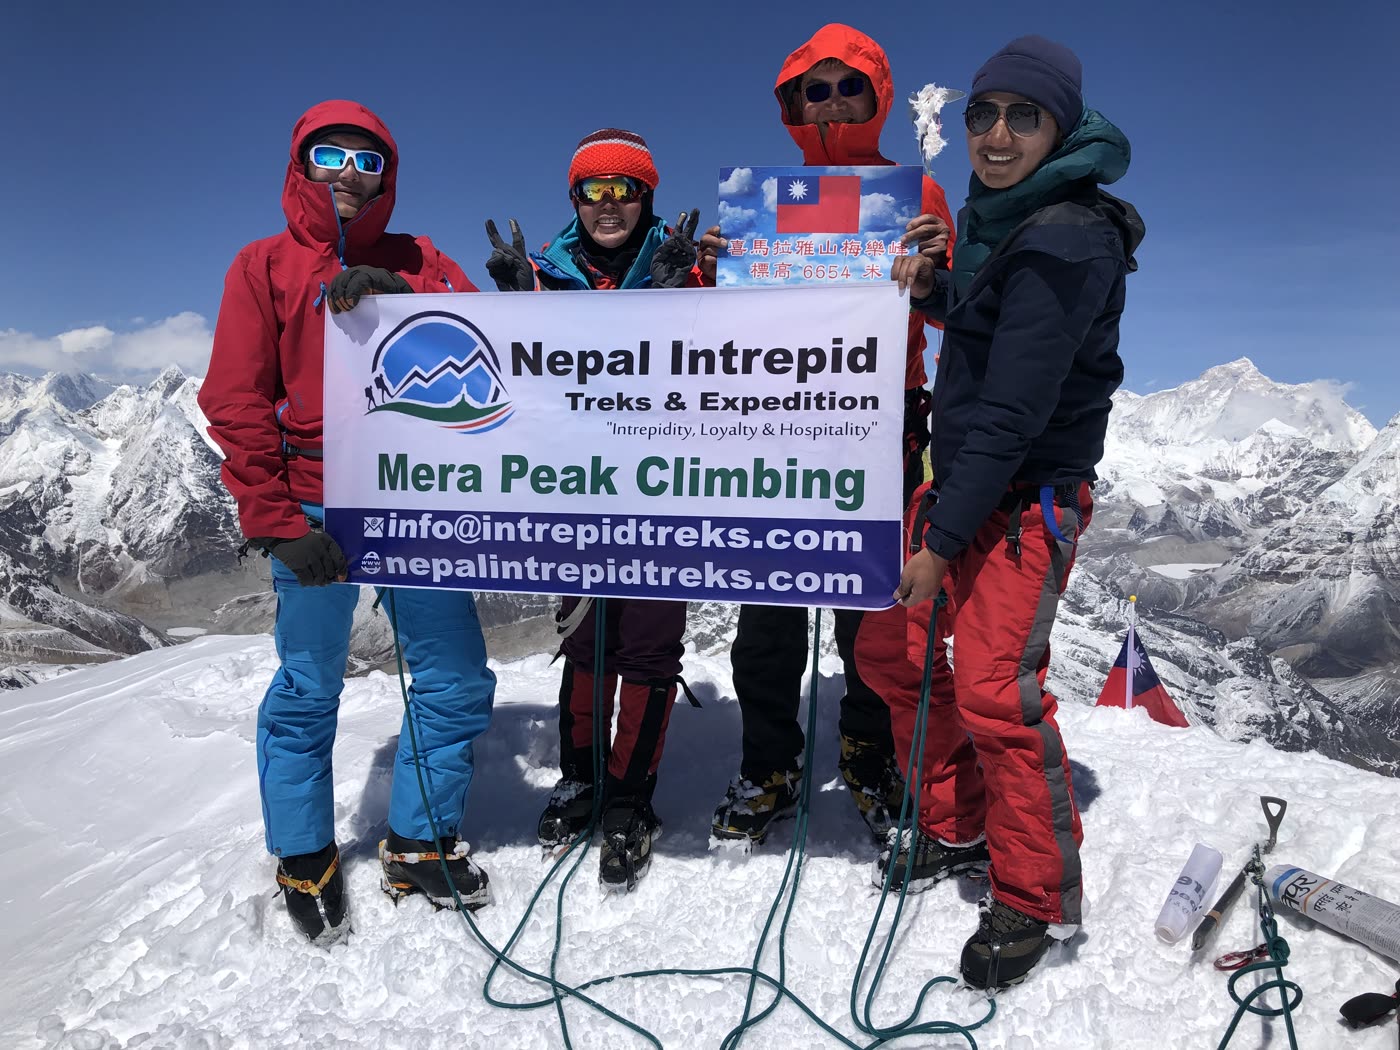 喜馬拉雅山梅樂峰
標高 6654 米
Nepal Intrepid
Treks & Expedition
"Intrepidity, Loyalty & Hospitality"
Mera Peak Climbing
info@intrepidtreks.com
www nepalintrepidtreks.com